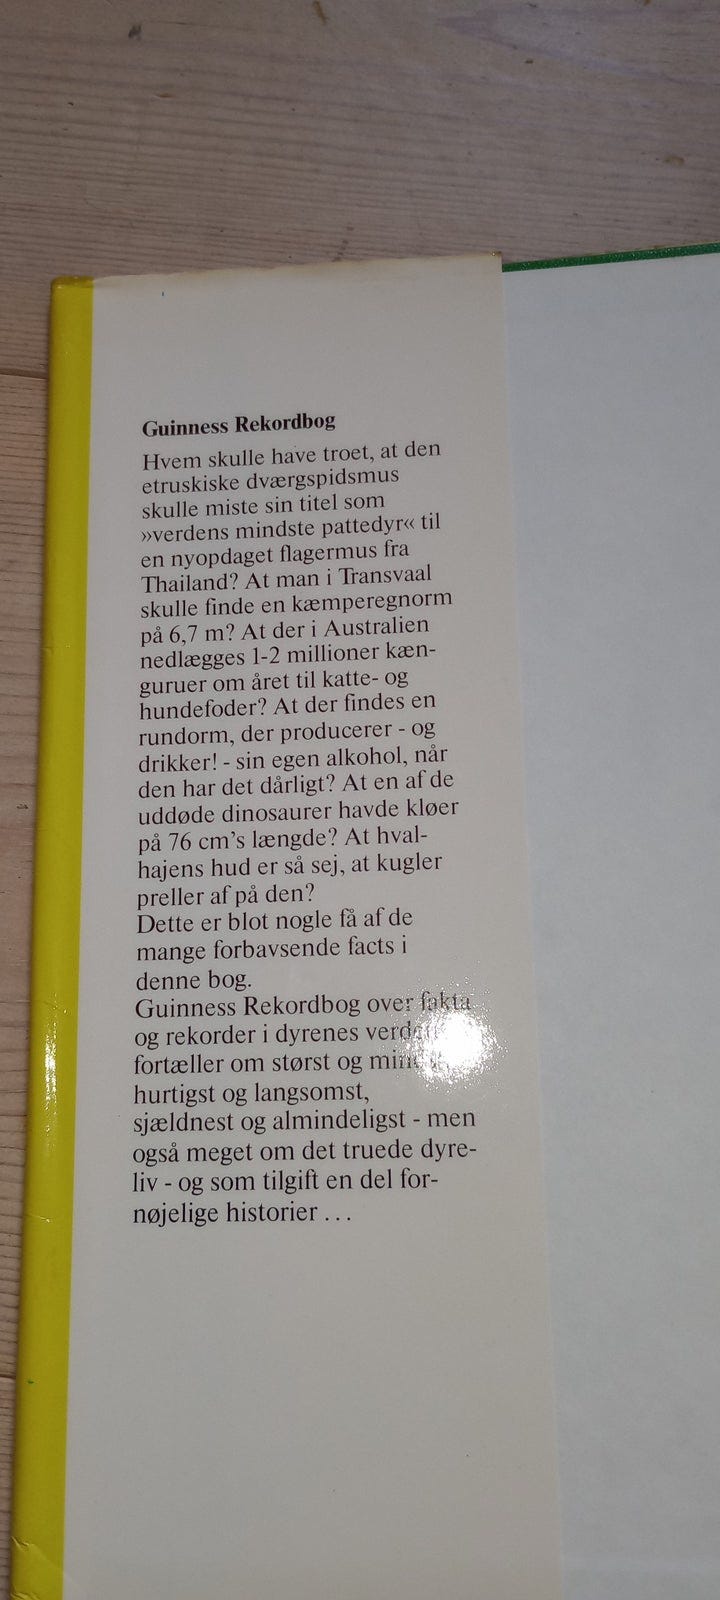 Guinness Rekordbog
Hvem skulle have troet, at den
etruskiske dværgspidsmus
skulle miste sin titel som
»verdens mindste pattedyr« til
en nyopdaget flagermus fra
Thailand? At man i Transvaal
skulle finde en kæmperegnorm
på 6,7 m? At der i Australien
nedlægges 1-2 millioner kæn-
guruer om året til katte- og
hundefoder? At der findes en
rundorm, der producerer - og
drikker! - sin egen alkohol, når
den har det dårligt? At en af de
uddøde dinosaurer havde kløer
på 76 cm's længde? At hval-
hajens hud er så sej, at kugler
preller af på den?
Dette er blot nogle få af de
mange forbavsende facts i
denne bog.
Guinness Rekordbog over fakta
og rekorder i dyrenes
fortæller om størst og
hurtigst og langsomst,
sjældnest og almindeligst - men
også meget om det truede dyre-
liv - og som tilgift en del for-
nøjelige historier . . .